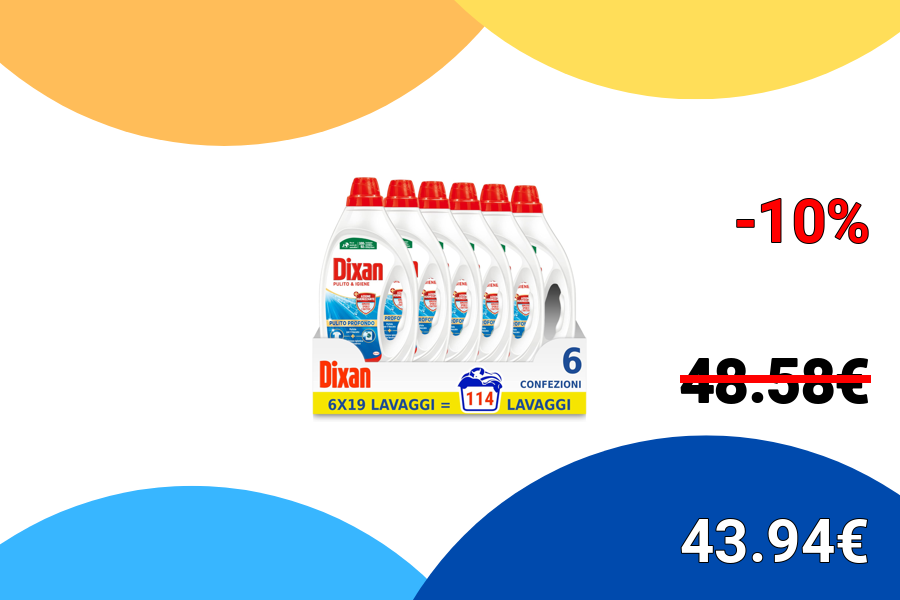 -10%
48.58€
43.94€
Dixan
PULITO & IGIENE
PULITO PROFONDO
Dixan
6
CONFEZIONI
6X19 LAVAGGI = 114 LAVAGGI